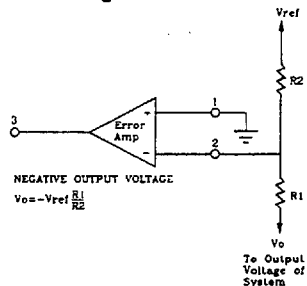 Vref
R2
3
1
Error
Amp
+
2
-
NEGATIVE OUTPUT VOLTAGE
Vo=-Vref R1/R2
R1
Vo
To Output
Voltage of
System